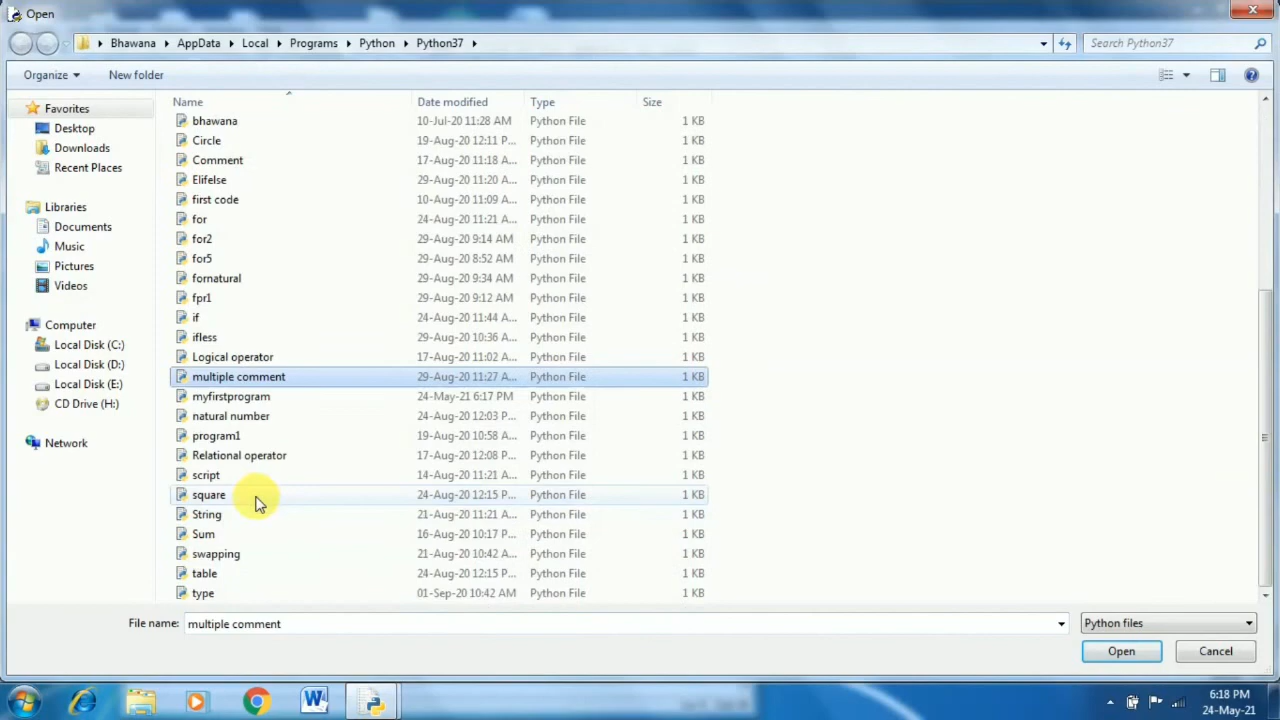 Open
Bhawana AppData Local Programs Python Python37
Search Python37
Organize New folder
Favorites
Desktop
Downloads
Recent Places
Libraries
Documents
Music
Pictures
Videos
Computer
Local Disk (C:)
Local Disk (D:)
Local Disk (E:)
CD Drive (H:)
Network
Name Date modified Type Size
bhawana 10-Jul-20 11:28 AM Python File 1 KB
Circle 19-Aug-20 12:11 P... Python File 1 KB
Comment 17-Aug-20 11:18 A... Python File 1 KB
Elifelse 29-Aug-20 11:20 A... Python File 1 KB
first code 10-Aug-20 11:09 A... Python File 1 KB
for 24-Aug-20 11:21 A... Python File 1 KB
for2 29-Aug-20 9:14 AM Python File 1 KB
for5 29-Aug-20 8:52 AM Python File 1 KB
fornatural 29-Aug-20 9:34 AM Python File 1 KB
fpr1 29-Aug-20 9:12 AM Python File 1 KB
if 24-Aug-20 11:44 A... Python File 1 KB
ifless 29-Aug-20 10:36 A... Python File 1 KB
Logical operator 17-Aug-20 11:02 A... Python File 1 KB
multiple comment 29-Aug-20 11:27 A... Python File 1 KB
myfirstprogram 24-May-21 6:17 PM Python File 1 KB
natural number 24-Aug-20 12:03 P... Python File 1 KB
program1 19-Aug-20 10:58 A... Python File 1 KB
Relational operator 17-Aug-20 12:08 P... Python File 1 KB
script 14-Aug-20 11:21 A... Python File 1 KB
square 24-Aug-20 12:15 P... Python File 1 KB
String 21-Aug-20 11:21 A... Python File 1 KB
Sum 16-Aug-20 10:17 P... Python File 1 KB
swapping 21-Aug-20 10:42 A... Python File 1 KB
table 24-Aug-20 12:15 P... Python File 1 KB
type 01-Sep-20 10:42 AM Python File 1 KB
File name: multiple comment Python files
Open Cancel
6:18 PM
24-May-21